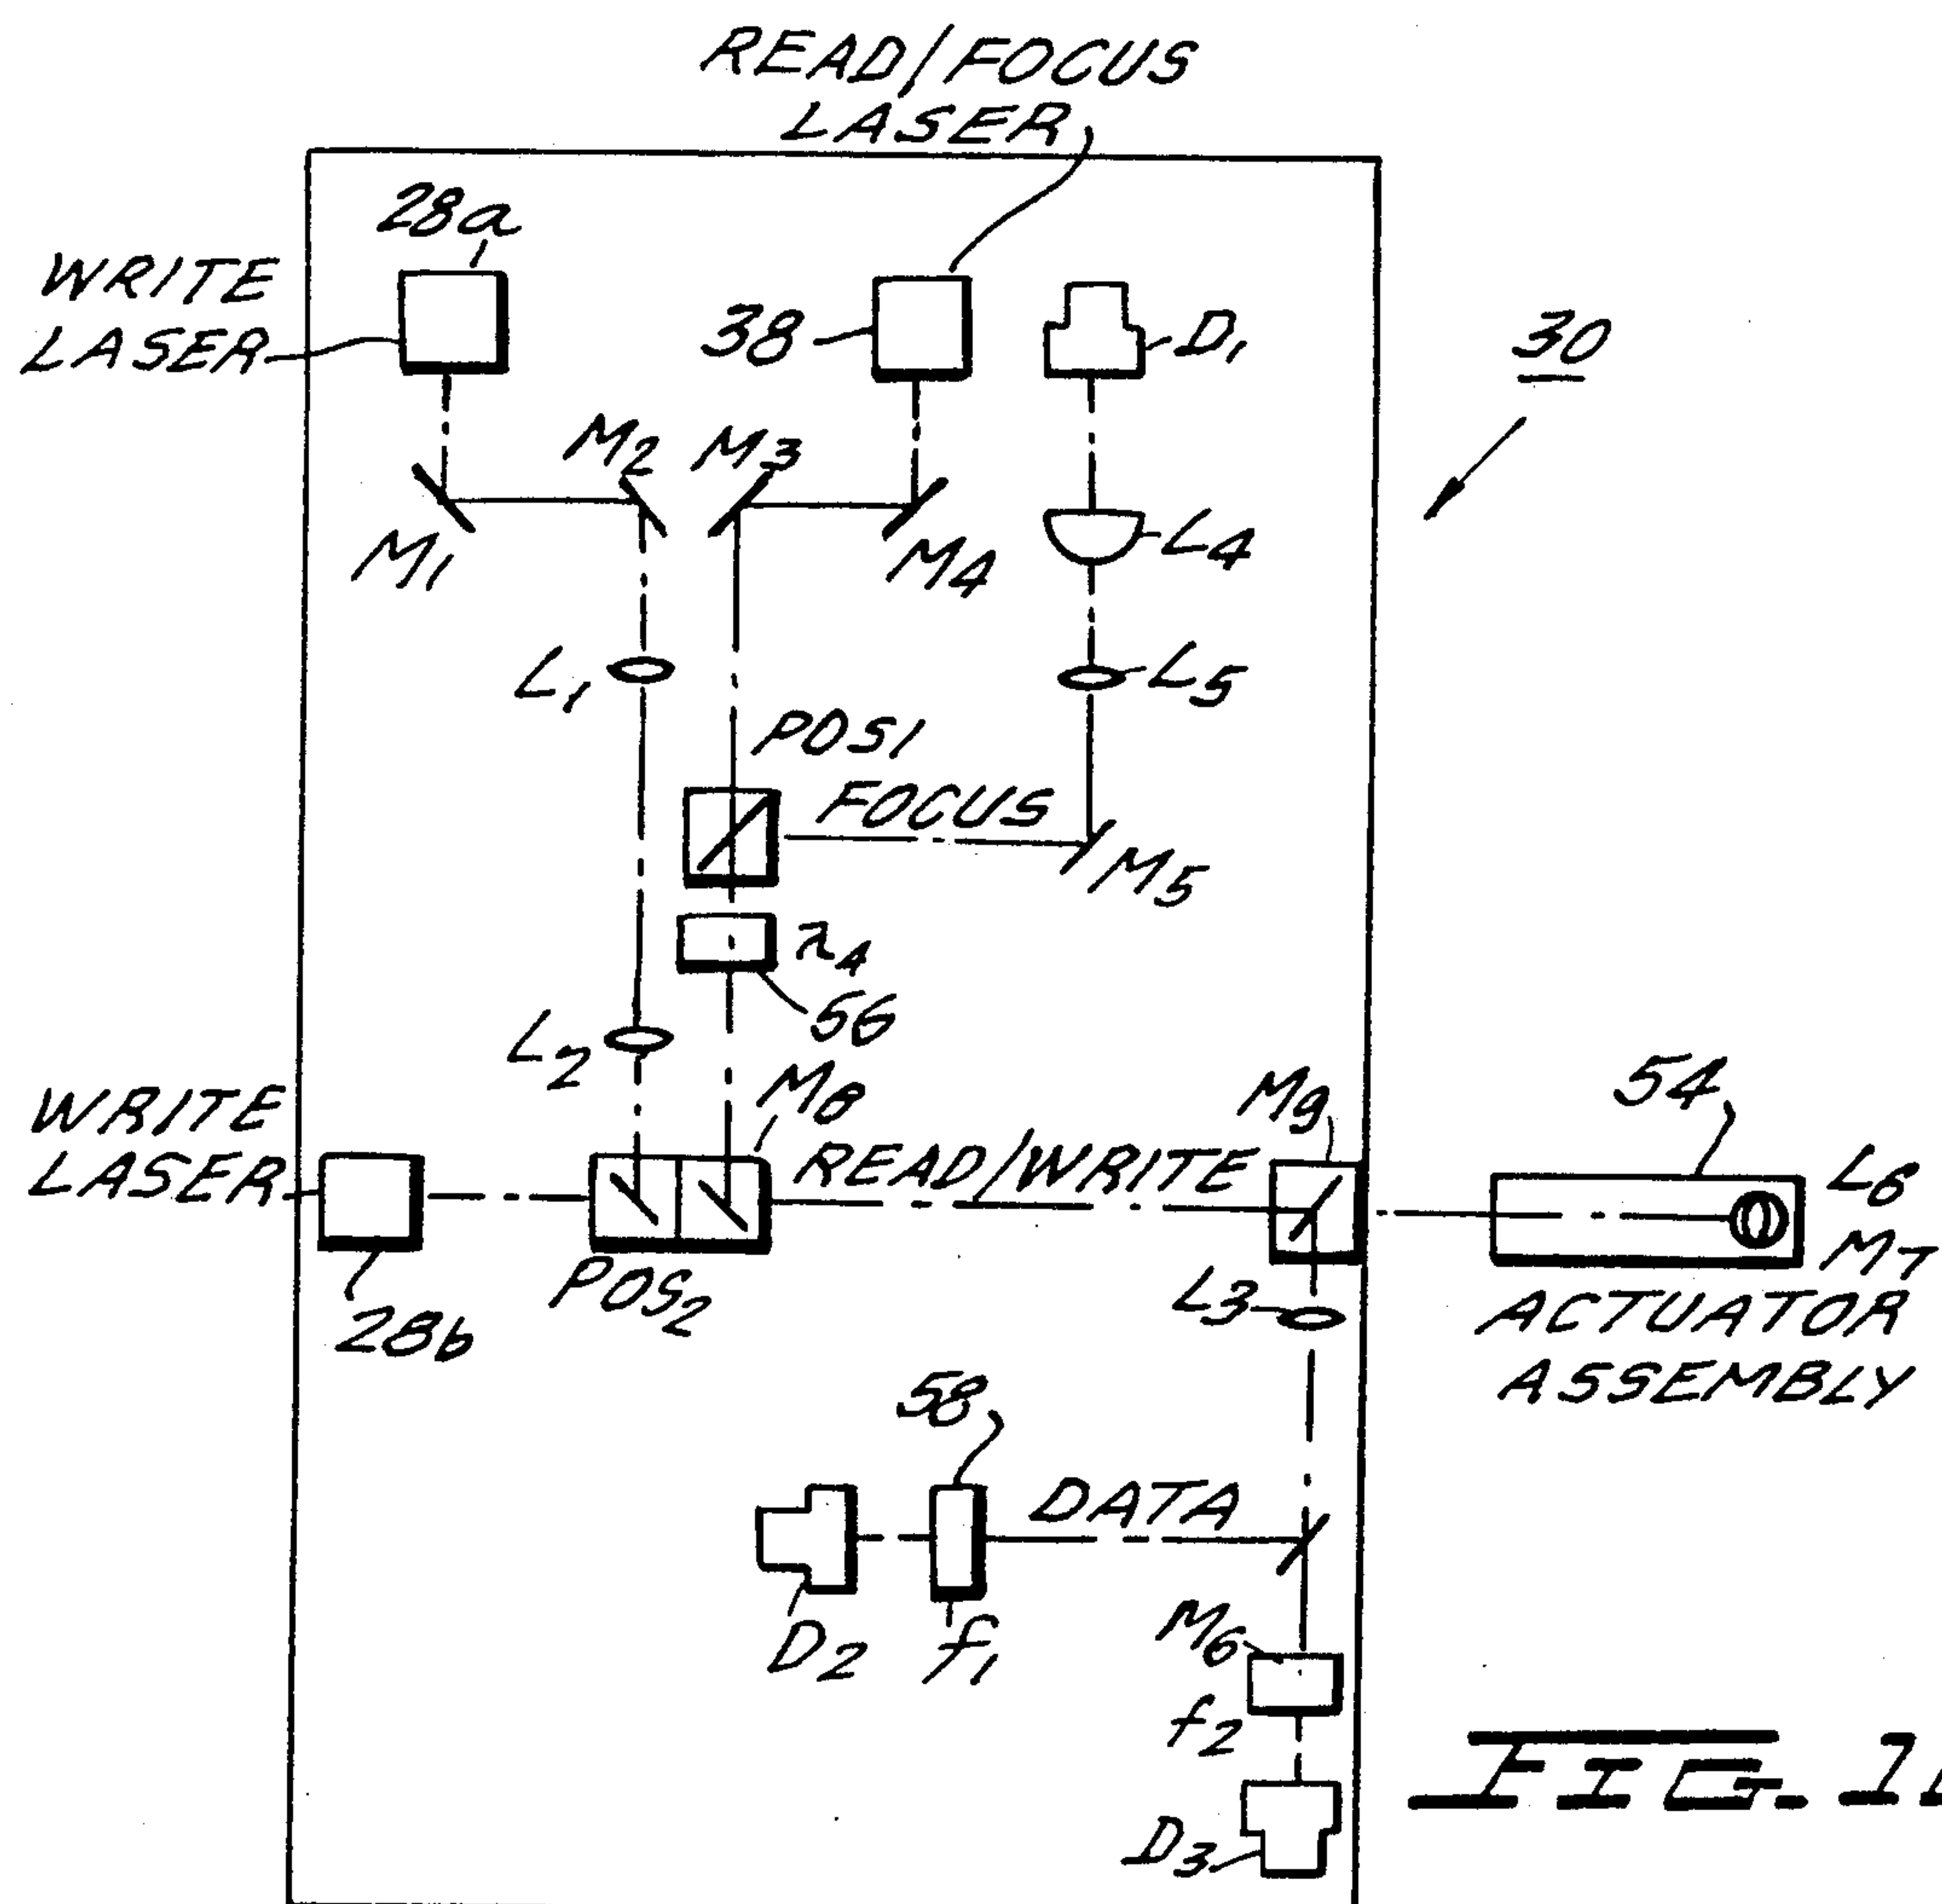 READ/FOCUS
LASER
28a
WRITE
LASER
38
D1
30
M2
M3
M1
M4
L4
L1
L5
POS1
FOCUS
M5
λ4
56
L2
M8
M9
54
WRITE
LASER
READ/WRITE
L6
MT
POS2
28b
L3
ACTUATOR
ASSEMBLY
58
DATA
D2
f1
M6
f2
D3
FIG.